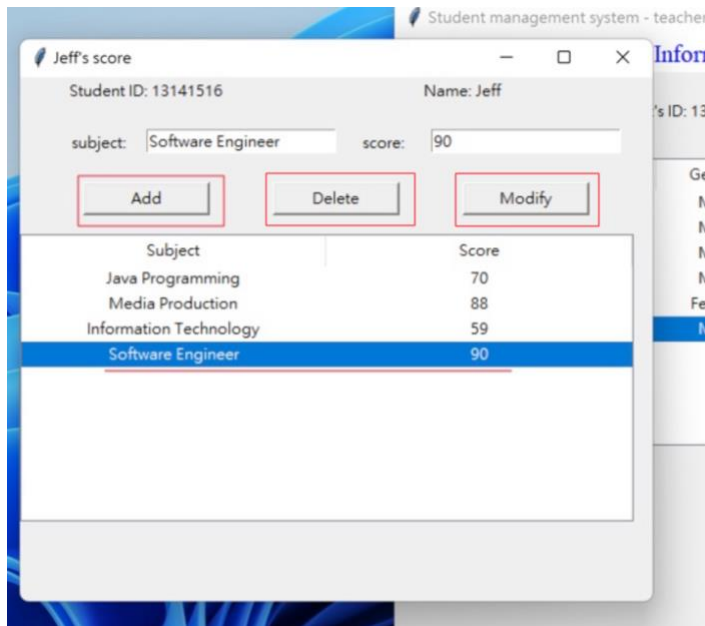 Student management system - teacher
Jeff's score
Infor
Student ID: 13141516
Name: Jeff
's ID: 13
subject:
Software Engineer
score:
90
Ge
Add
Delete
Modify
Subject
Score
Java Programming
70
Media Production
88
Information Technology
59
Fe
Software Engineer
90